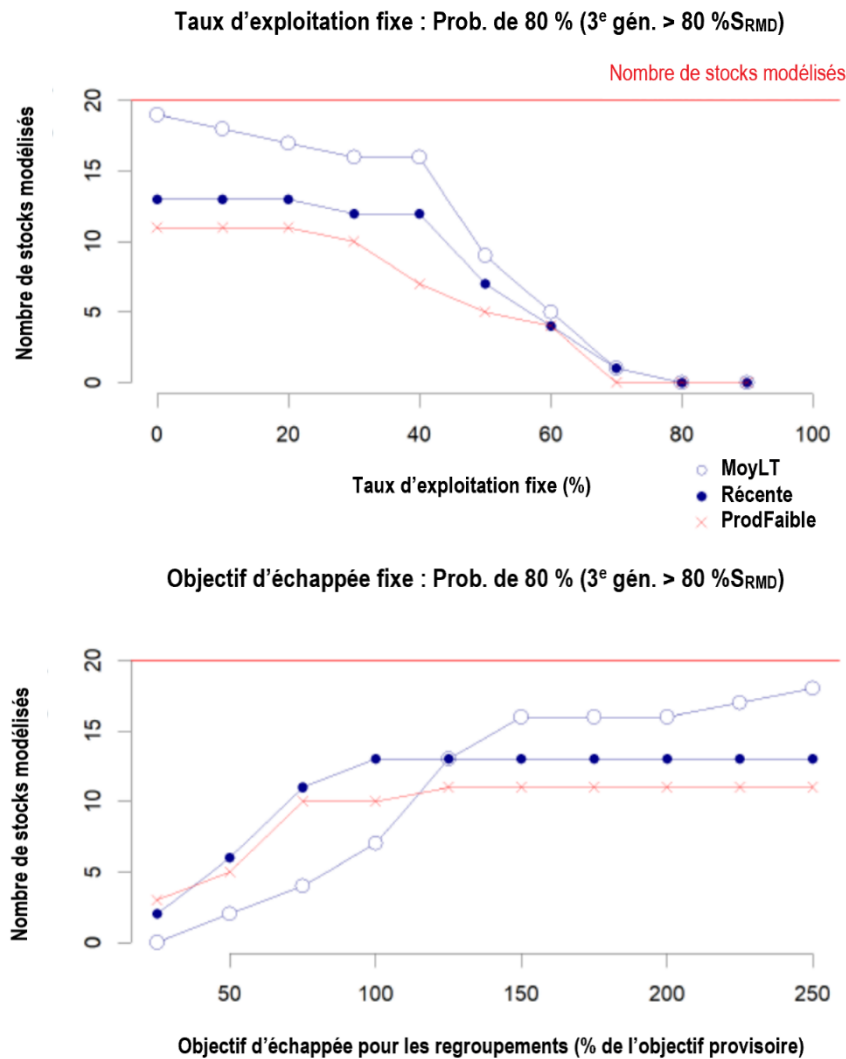 Taux d'exploitation fixe : Prob. de 80 % (3e gén. > 80 %SRMD)
Nombre de stocks modélisés
Nombre de stocks modélisés
20
15
10
5
0
0 20 40 60 80 100
Taux d'exploitation fixe (%)
MoyLT
Récente
ProdFaible
Objectif d'échappée fixe : Prob. de 80 % (3e gén. > 80 %SRMD)
Nombre de stocks modélisés
20
15
10
5
0
50 100 150 200 250
Objectif d'échappée pour les regroupements (% de l'objectif provisoire)